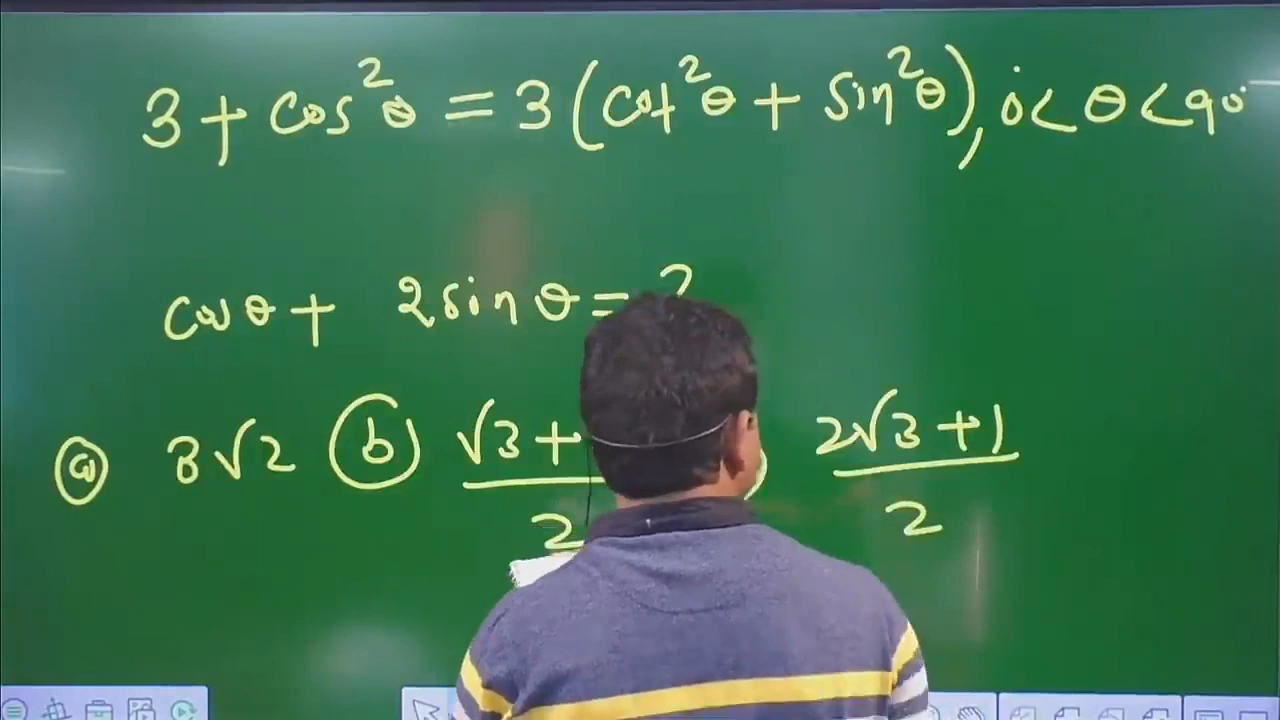 3 + cos²θ = 3 (cot²θ + sin²θ), 0° < θ < 90°
cosθ + 2sinθ = ?
(a) 3√2 (b) √3 + / 2 2√3 + 1 / 2